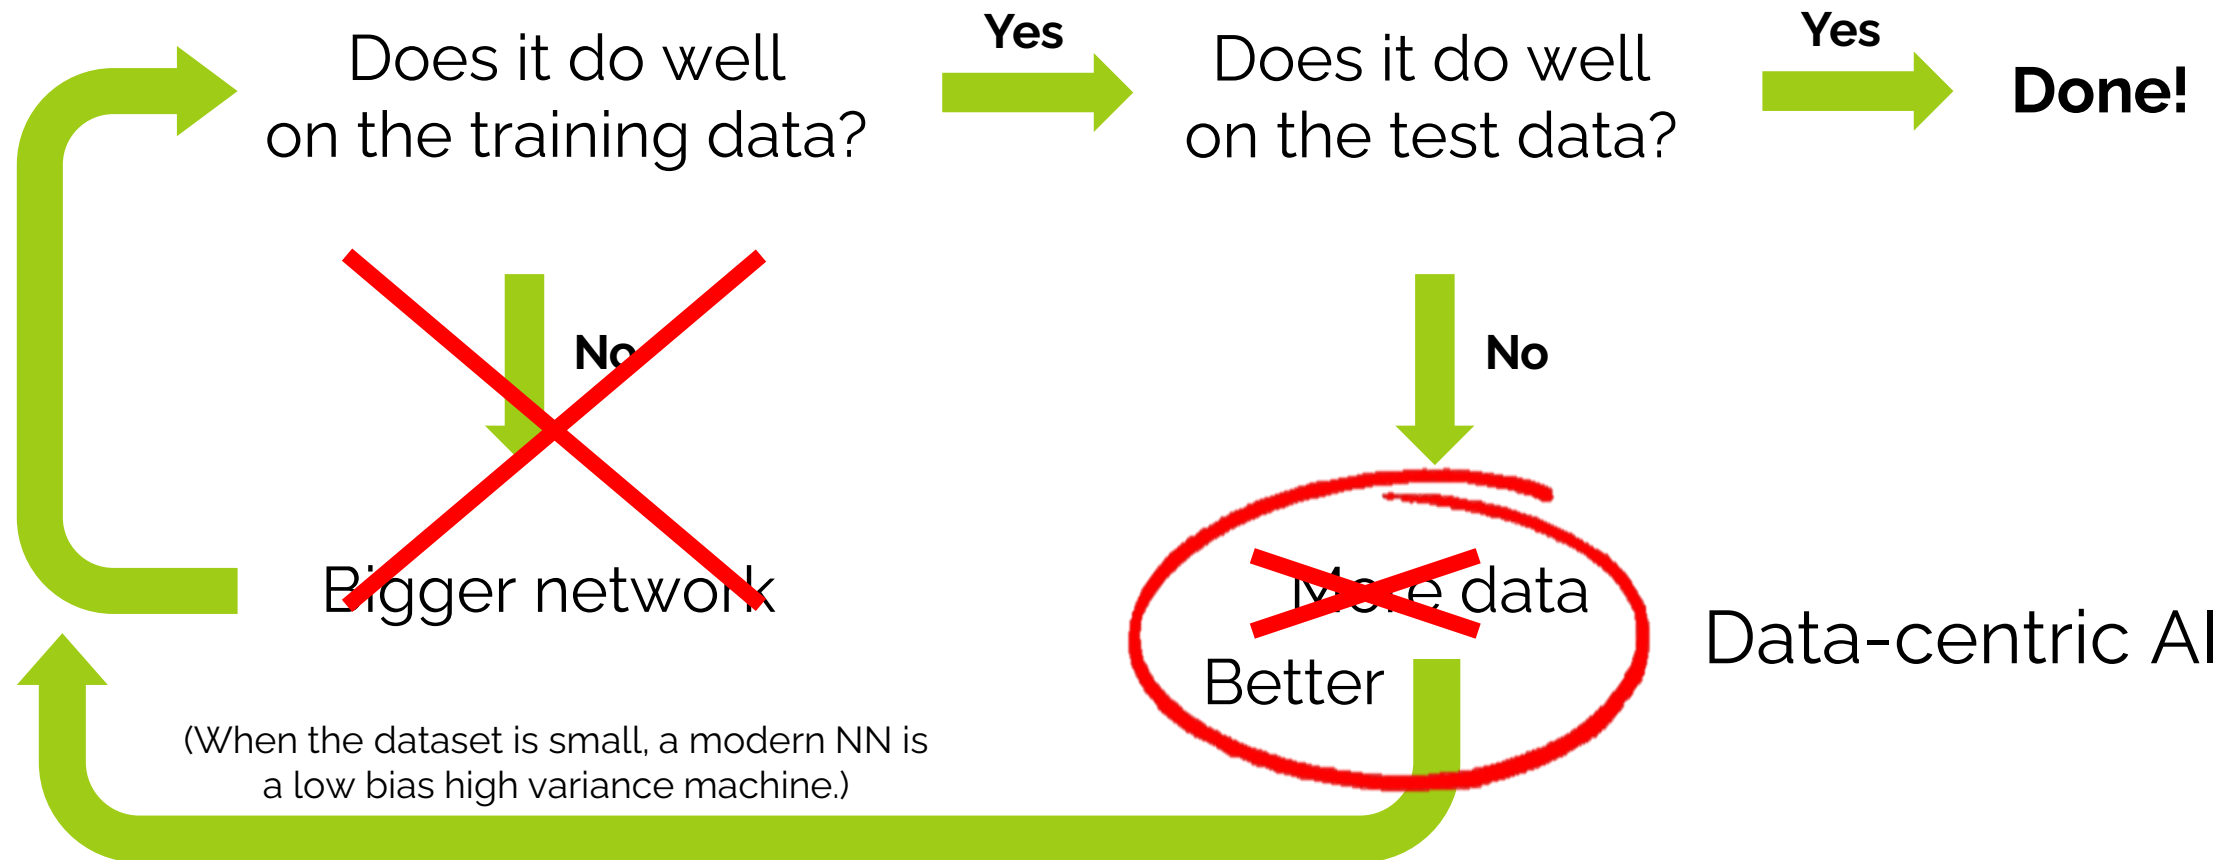 Does it do well
on the training data?
Yes
Does it do well
on the test data?
Yes
Done!
No
No
Bigger network
More data
Better
Data-centric AI
(When the dataset is small, a modern NN is
a low bias high variance machine.)